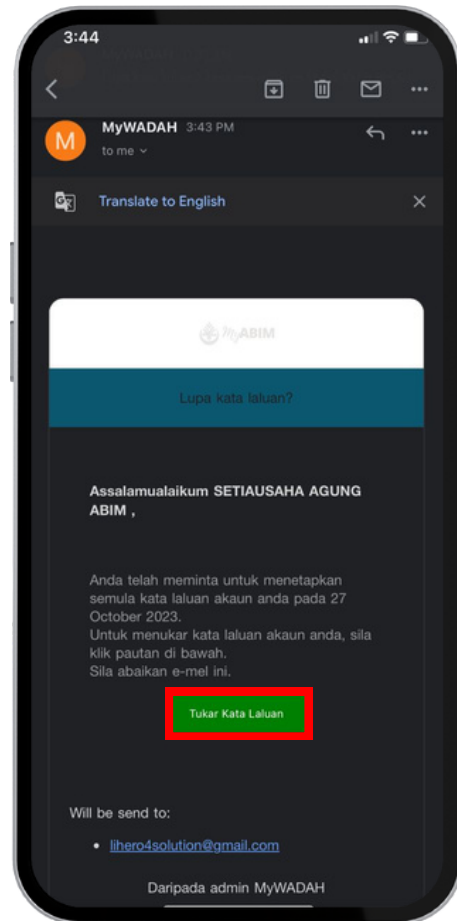 3:44
M
MyWADAH 3:43 PM
to me
Translate to English
MyABIM
Lupa kata laluan?
Assalamualaikum SETIAUSAHA AGUNG
ABIM ,
Anda telah meminta untuk menetapkan
semula kata laluan akaun anda pada 27
October 2023.
Untuk menukar kata laluan akaun anda, sila
klik pautan di bawah.
Sila abaikan e-mel ini.
Tukar Kata Laluan
Will be send to:
• lihero4solution@gmail.com
Daripada admin MyWADAH